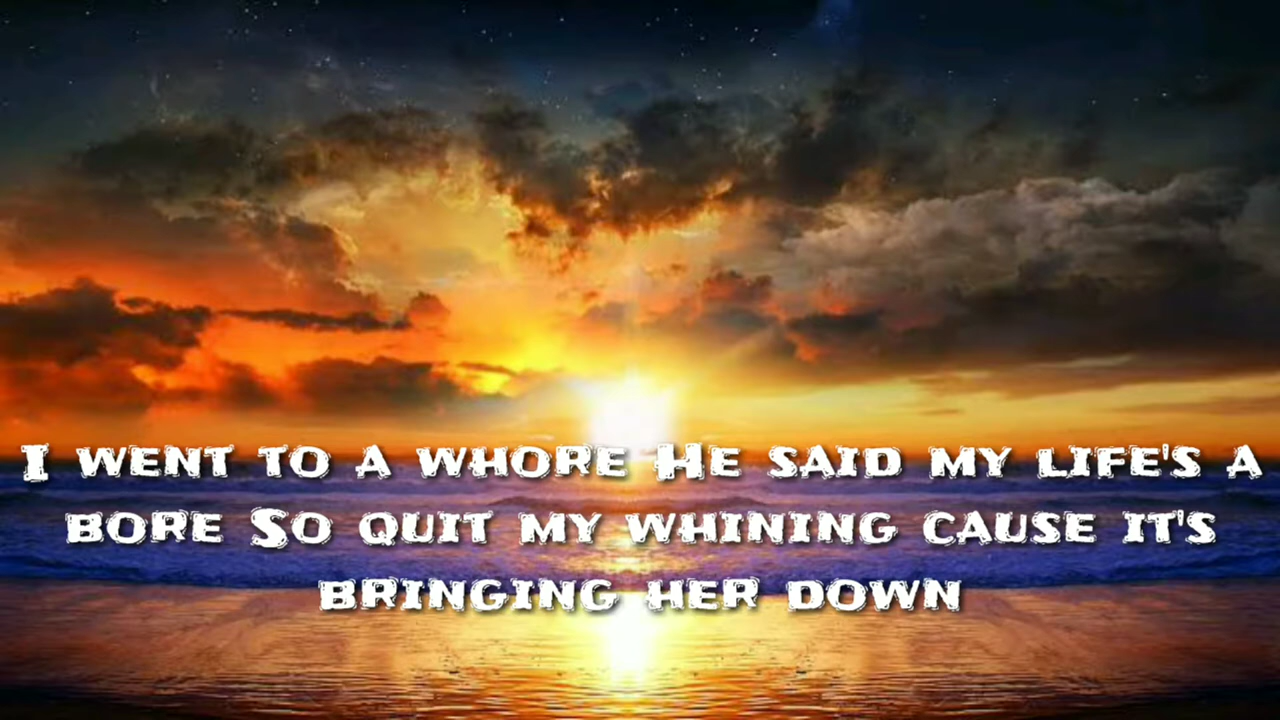 I went to a whore He said my life's a
bore So quit my whining cause it's
bringing her down